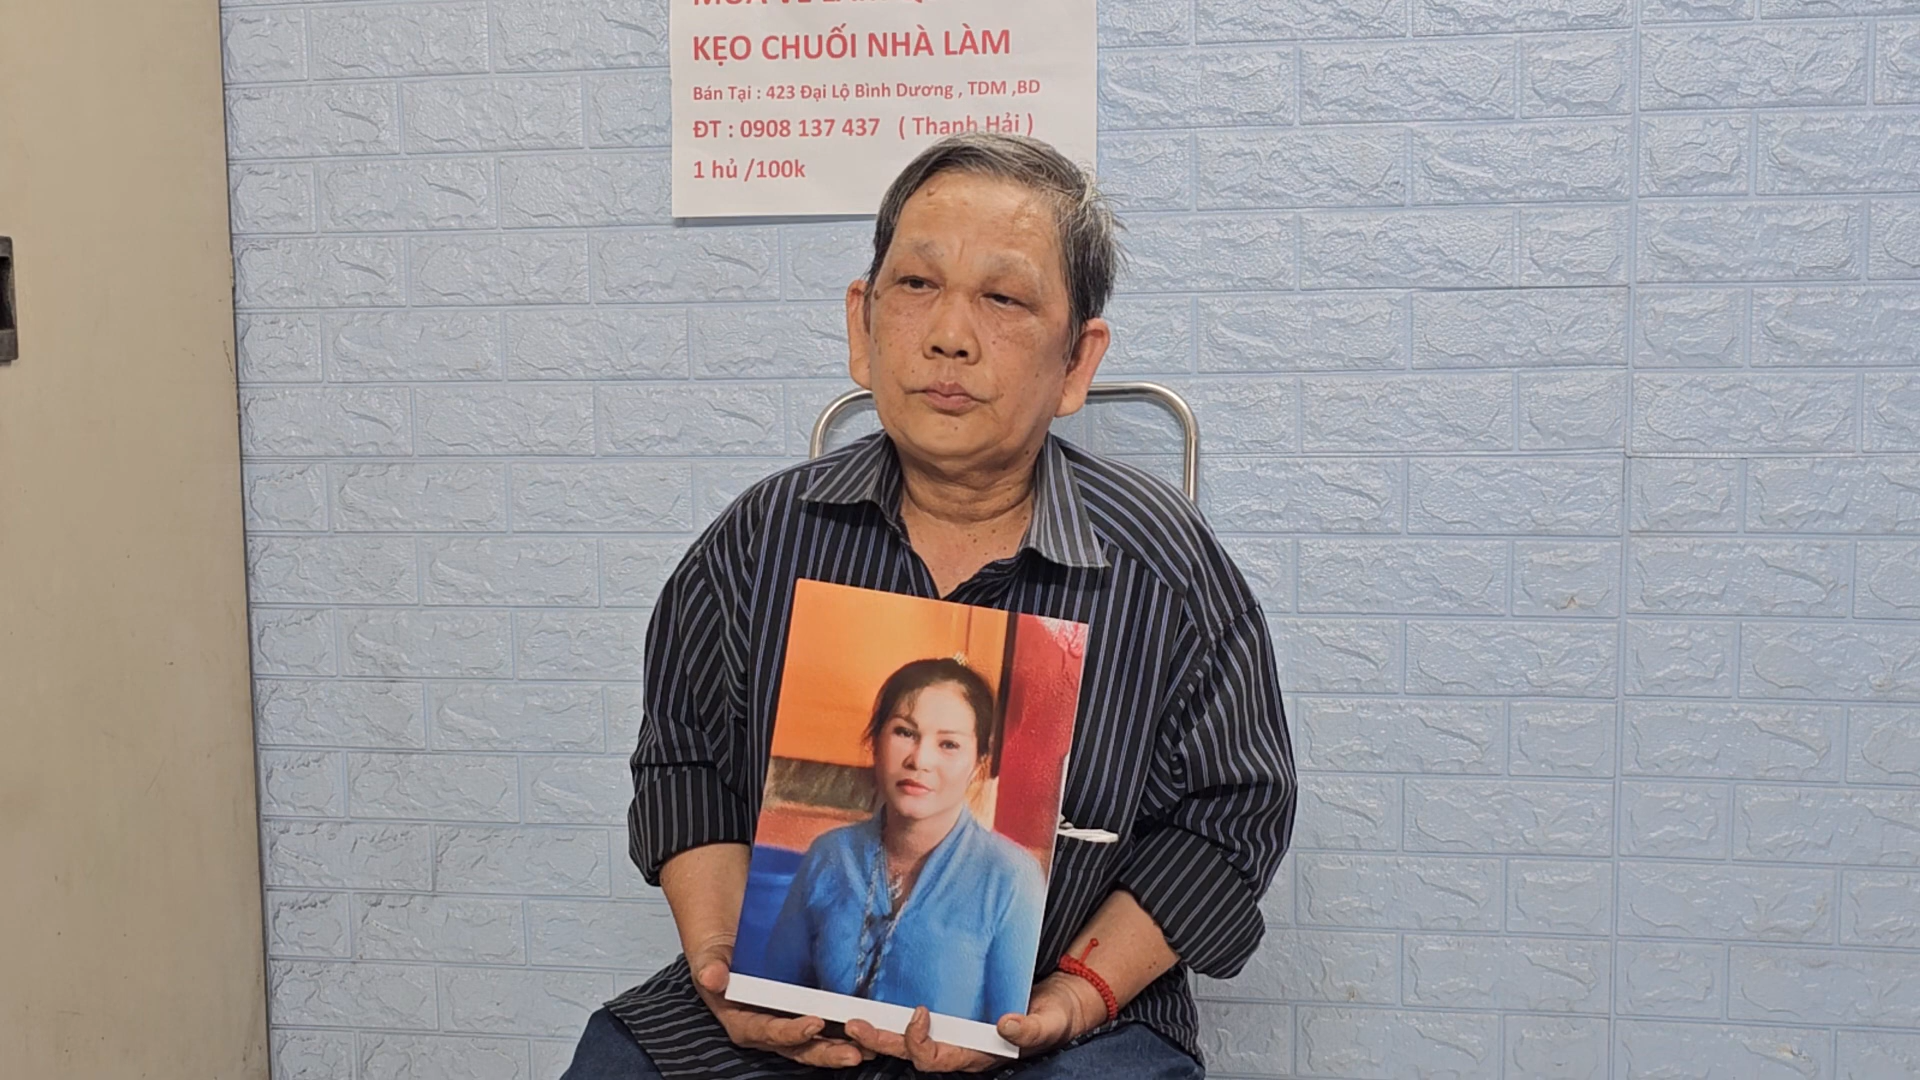 KẸO CHUỐI NHÀ LÀM
Bán Tại : 423 Đại Lộ Bình Dương , TDM ,BD
ĐT : 0908 137 437 ( Thanh Hải )
1 hủ /100k